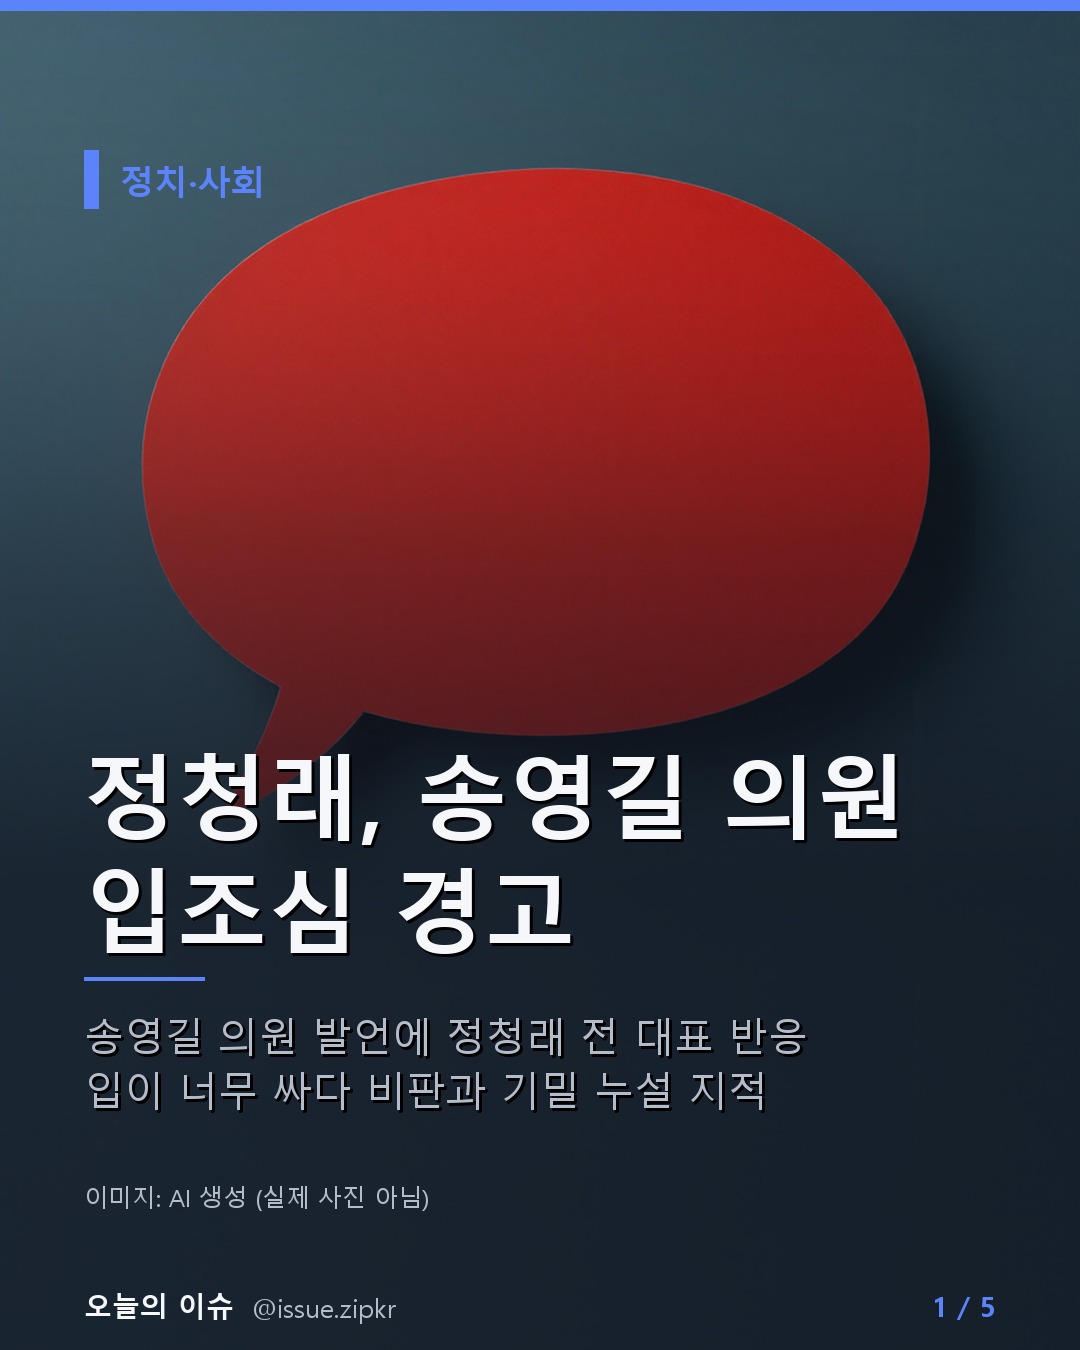 정치·사회
정청래, 송영길 의원
입조심 경고
송영길 의원 발언에 정청래 전 대표 반응
입이 너무 싸다 비판과 기밀 누설 지적
이미지: AI 생성 (실제 사진 아님)
오늘의 이슈 @issue.zipkr 1 / 5